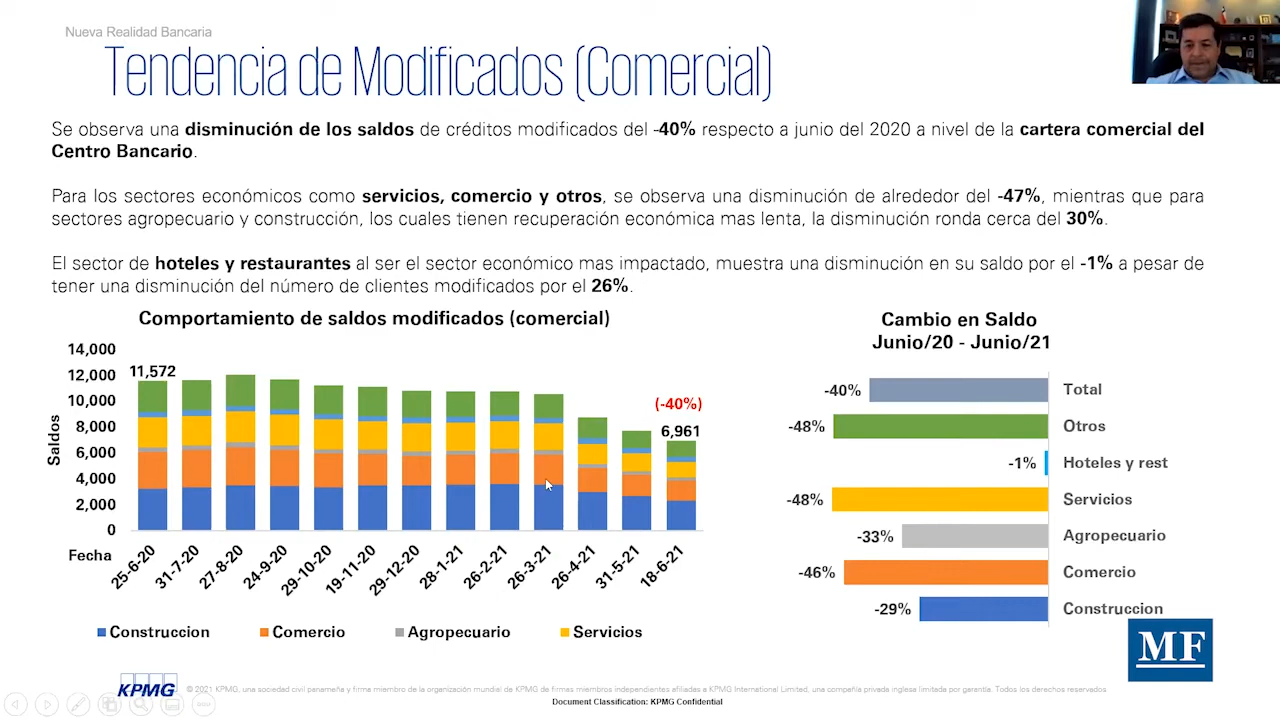 Nueva Realidad Bancaria
Tendencia de Modificados (Comercial)
Se observa una disminución de los saldos de créditos modificados del -40% respecto a junio del 2020 a nivel de la cartera comercial del
Centro Bancario.
Para los sectores económicos como servicios, comercio y otros, se observa una disminución de alrededor del -47%, mientras que para
sectores agropecuario y construcción, los cuales tienen recuperación económica mas lenta, la disminución ronda cerca del 30%.
El sector de hoteles y restaurantes al ser el sector económico mas impactado, muestra una disminución en su saldo por el -1% a pesar de
tener una disminución del número de clientes modificados por el 26%.
Comportamiento de saldos modificados (comercial)
Saldos
14,000
12,000
10,000
8,000
6,000
4,000
2,000
0
11,572
(-40%)
6,961
Fecha
25-6-20
31-7-20
27-8-20
24-9-20
29-10-20
19-11-20
29-12-20
28-1-21
26-2-21
26-3-21
26-4-21
31-5-21
18-6-21
Construccion
Comercio
Agropecuario
Servicios
Cambio en Saldo
Junio/20 - Junio/21
-40% Total
-48% Otros
-1% Hoteles y rest
-48% Servicios
-33% Agropecuario
-46% Comercio
-29% Construccion
MF
KPMG
© 2021 KPMG, una sociedad civil panameña y firma miembro de la organización mundial de KPMG de firmas miembros independientes afiliadas a KPMG International Limited, una compañía privada inglesa limitada por garantía. Todos los derechos reservados
Document Classification: KPMG Confidential